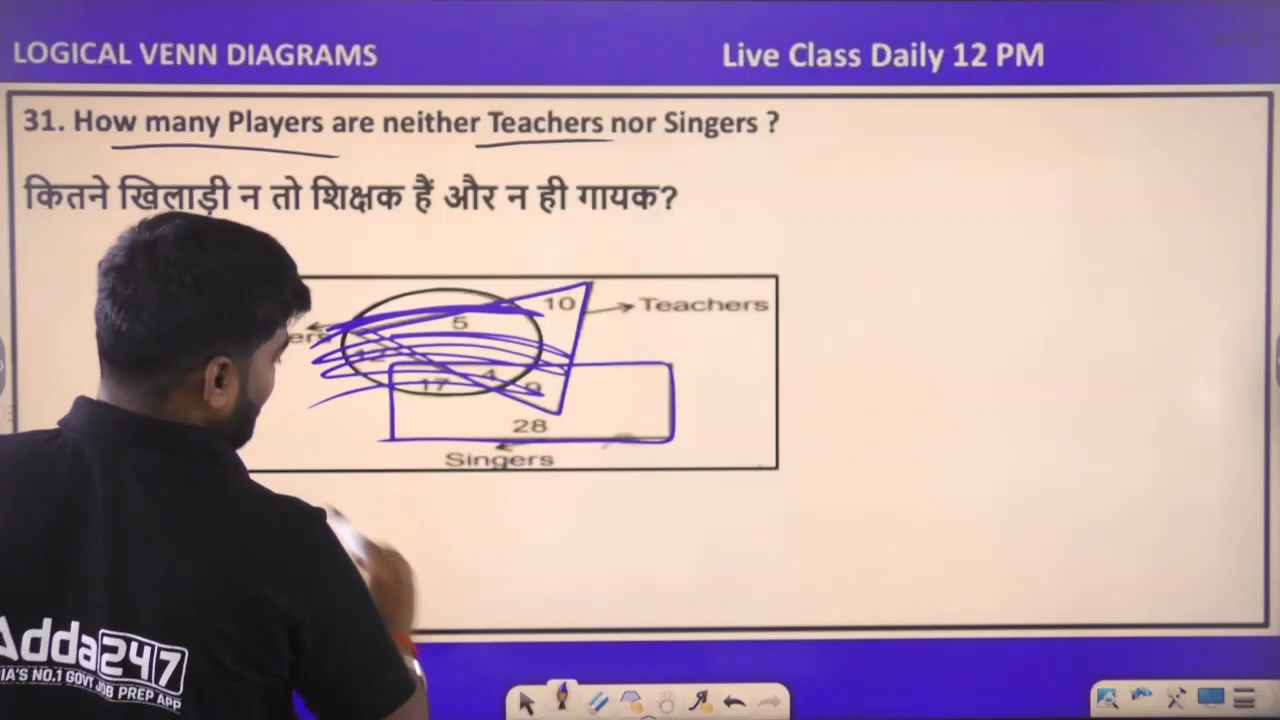 LOGICAL VENN DIAGRAMS
Live Class Daily 12 PM
31. How many Players are neither Teachers nor Singers ?
कितने खिलाड़ी न तो शिक्षक हैं और न ही गायक?
10
Teachers
5
12
4
17
9
28
Singers
Adda247